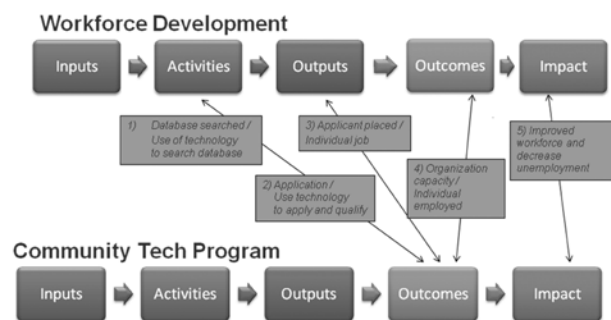 Workforce Development
Inputs
Activities
Outputs
Outcomes
Impact
1) Database searched /
Use of technology
to search database
3) Applicant placed /
Individual job
5) Improved
workforce and
decrease
unemployment
2) Application /
Use technology
to apply and qualify
4) Organization
capacity /
Individual
employed
Community Tech Program
Inputs
Activities
Outputs
Outcomes
Impact